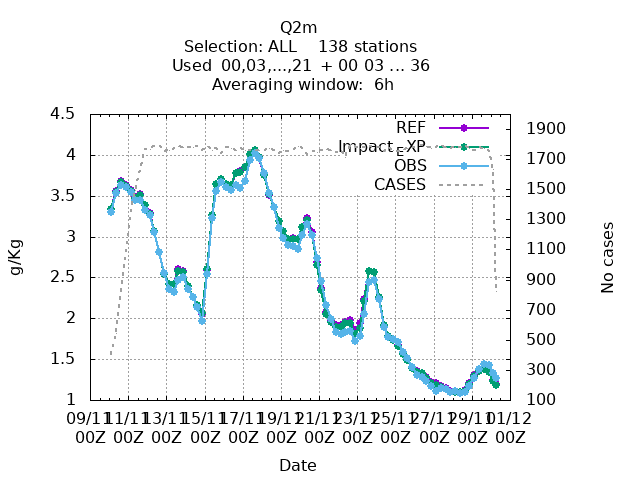 Q2m
Selection: ALL    138 stations
Used  00,03,...,21  + 00 03 ... 36
Averaging window:  6h
g/Kg
4.5
4
3.5
3
2.5
2
1.5
1
REF
Impact_EXP
OBS
CASES
1900
1700
1500
1300
1100
900
700
500
300
100
No cases
09/11 11/11 13/11 15/11 17/11 19/11 21/11 23/11 25/11 27/11 29/11 01/12
00Z 00Z 00Z 00Z 00Z 00Z 00Z 00Z 00Z 00Z 00Z 00Z
Date